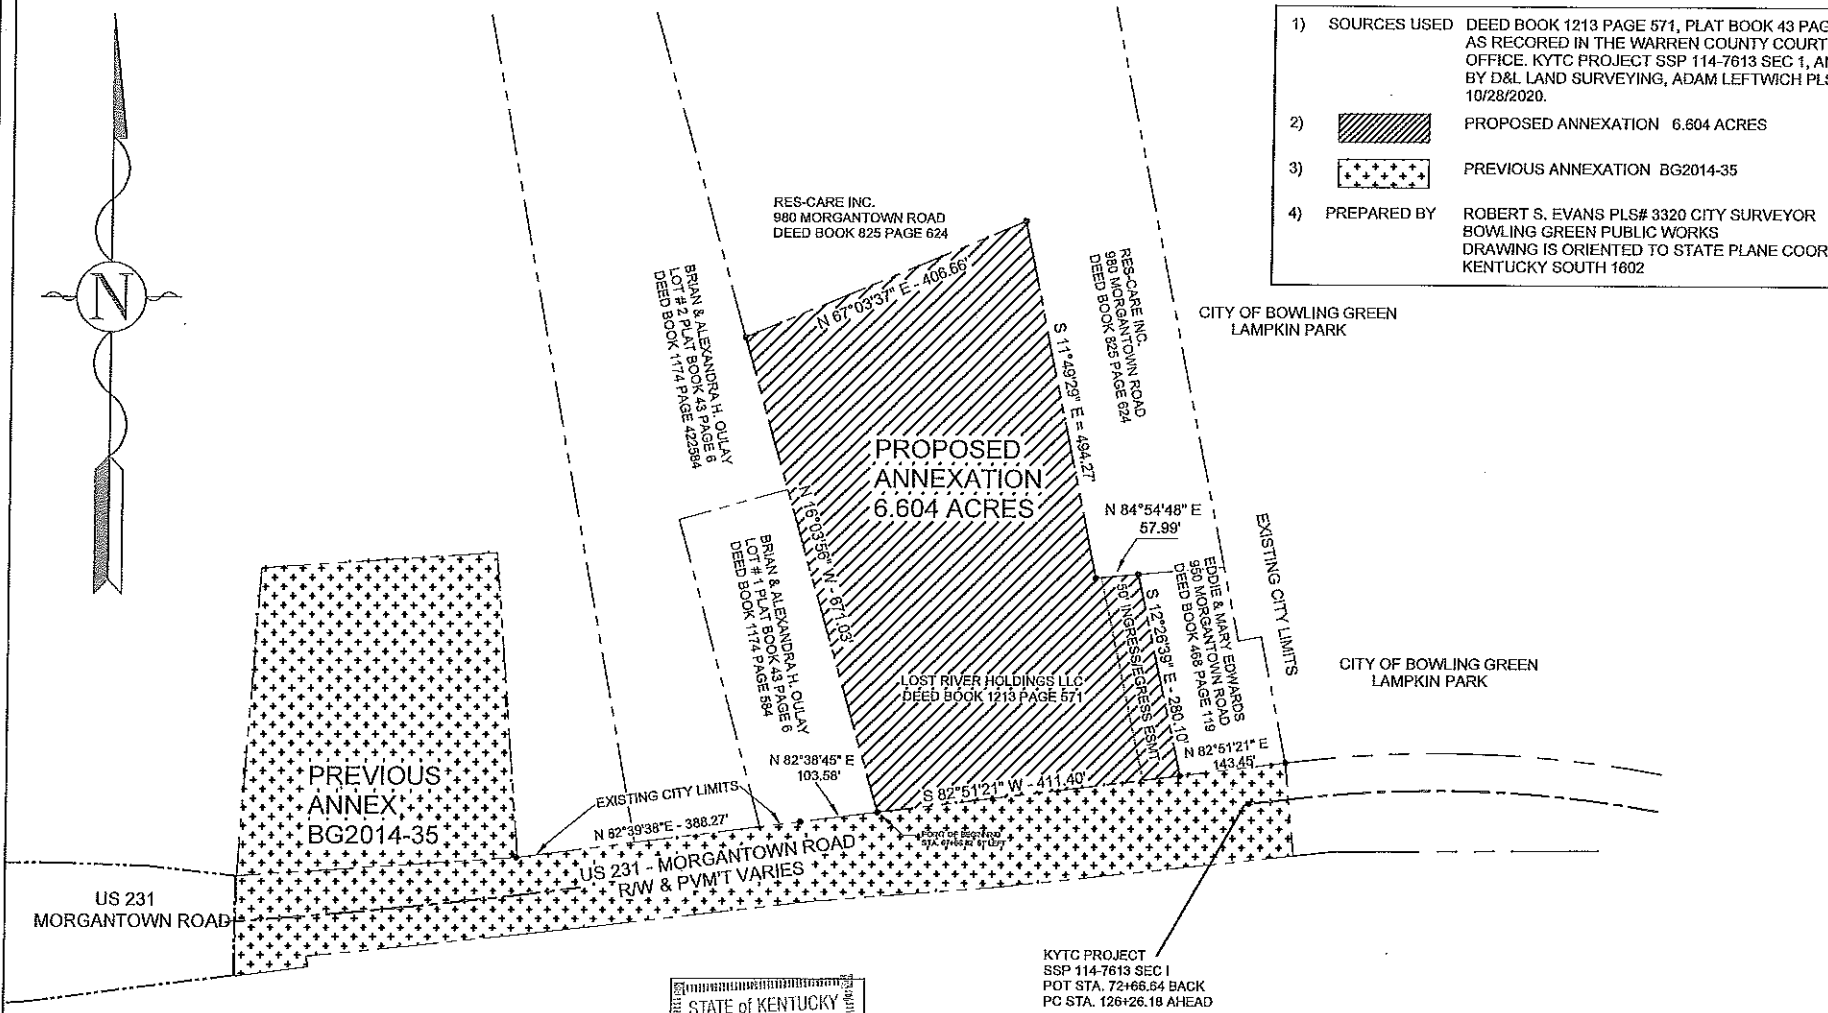 1) SOURCES USED DEED BOOK 1213 PAGE 571, PLAT BOOK 43 PAG
AS RECORED IN THE WARREN COUNTY COURT
OFFICE. KYTC PROJECT SSP 114-7613 SEC 1, AN
BY D&L LAND SURVEYING, ADAM LEFTWICH PLS
10/28/2020.
2) PROPOSED ANNEXATION 6.604 ACRES
3) PREVIOUS ANNEXATION BG2014-35
4) PREPARED BY ROBERT S. EVANS PLS# 3320 CITY SURVEYOR
BOWLING GREEN PUBLIC WORKS
DRAWING IS ORIENTED TO STATE PLANE COOR
KENTUCKY SOUTH 1602
N
RES-CARE INC.
980 MORGANTOWN ROAD
DEED BOOK 825 PAGE 624
N 67°03'37" E - 406.66'
BRIAN & ALEXANDRA H. OULAY
LOT # 2 PLAT BOOK 43 PAGE 6
DEED BOOK 1174 PAGE 422584
RES-CARE INC.
980 MORGANTOWN ROAD
DEED BOOK 825 PAGE 624
S 11°49'29" E = 494.27'
CITY OF BOWLING GREEN
LAMPKIN PARK
PROPOSED
ANNEXATION
6.604 ACRES
N 16°03'56" W - 671.03'
N 84°54'48" E
57.99'
EXISTING CITY LIMITS
BRIAN & ALEXANDRA H. OULAY
LOT # 1 PLAT BOOK 43 PAGE 6
DEED BOOK 1174 PAGE 584
EDDIE & MARY EDWARDS
950 MORGANTOWN ROAD
DEED BOOK 468 PAGE 119
S 12°26'39" E - 280.10'
50' INGRESS/EGRESS ESMT
LOST RIVER HOLDINGS LLC
DEED BOOK 1213 PAGE 571
CITY OF BOWLING GREEN
LAMPKIN PARK
N 82°51'21" E
143.45'
N 82°38'45" E
103.58'
S 82°51'21" W - 411.40'
PREVIOUS
ANNEX
BG2014-35
EXISTING CITY LIMITS
N 82°39'38"E - 388.27'
POINT OF
US 231 - MORGANTOWN ROAD
R/W & PVM'T VARIES
US 231
MORGANTOWN ROAD
KYTC PROJECT
SSP 114-7613 SEC I
POT STA. 72+66.64 BACK
PC STA. 126+26.18 AHEAD
STATE of KENTUCKY